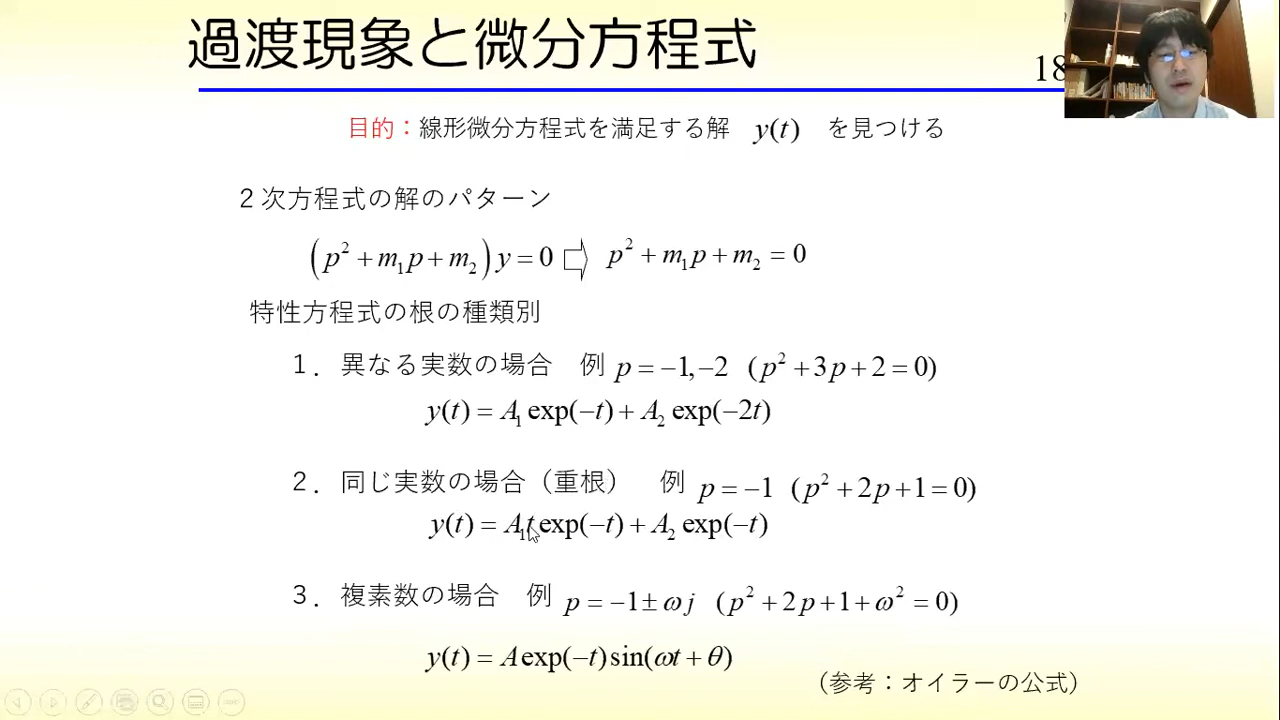 過渡現象と微分方程式
18
目的：線形微分方程式を満足する解 y(t) を見つける
２次方程式の解のパターン
(p² + m₁p + m₂) y = 0 ⇨ p² + m₁p + m₂ = 0
特性方程式の根の種類別
１．異なる実数の場合 例 p = −1, −2 (p² + 3p + 2 = 0)
y(t) = A₁ exp(−t) + A₂ exp(−2t)
２．同じ実数の場合（重根） 例 p = −1 (p² + 2p + 1 = 0)
y(t) = A₁t exp(−t) + A₂ exp(−t)
３．複素数の場合 例 p = −1 ± ωj (p² + 2p + 1 + ω² = 0)
y(t) = A exp(−t) sin(ωt + θ)
（参考：オイラーの公式）